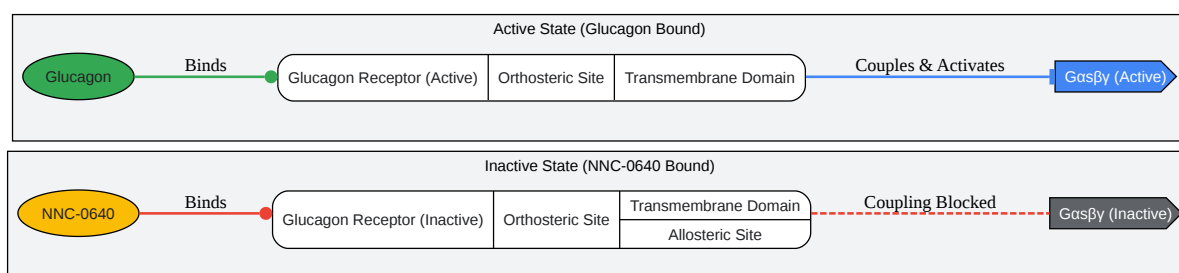 Active State (Glucagon Bound)
Glucagon
Binds
Glucagon Receptor (Active)
Orthosteric Site
Transmembrane Domain
Couples & Activates
Gαsβγ (Active)
Inactive State (NNC-0640 Bound)
NNC-0640
Binds
Glucagon Receptor (Inactive)
Orthosteric Site
Transmembrane Domain
Allosteric Site
Coupling Blocked
Gαsβγ (Inactive)